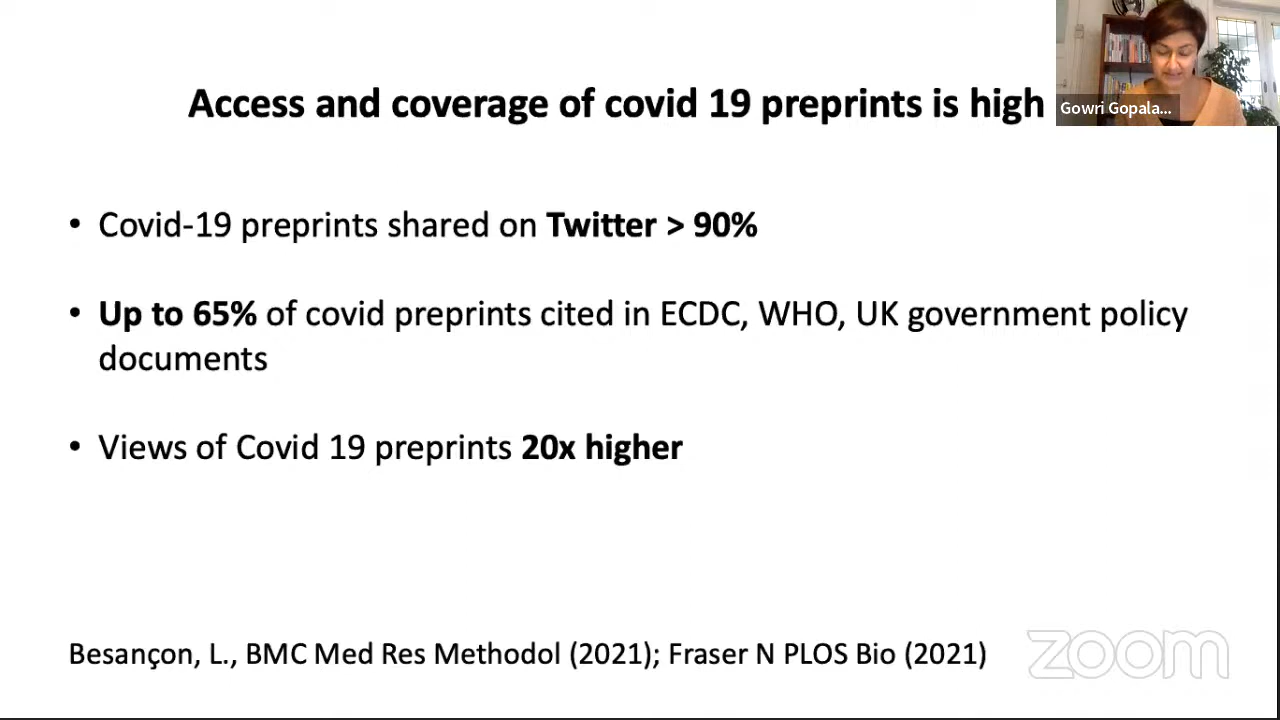 Access and coverage of covid 19 preprints is high
Gowri Gopala...
• Covid-19 preprints shared on Twitter > 90%
• Up to 65% of covid preprints cited in ECDC, WHO, UK government policy
documents
• Views of Covid 19 preprints 20x higher
Besançon, L., BMC Med Res Methodol (2021); Fraser N PLOS Bio (2021)
zoom